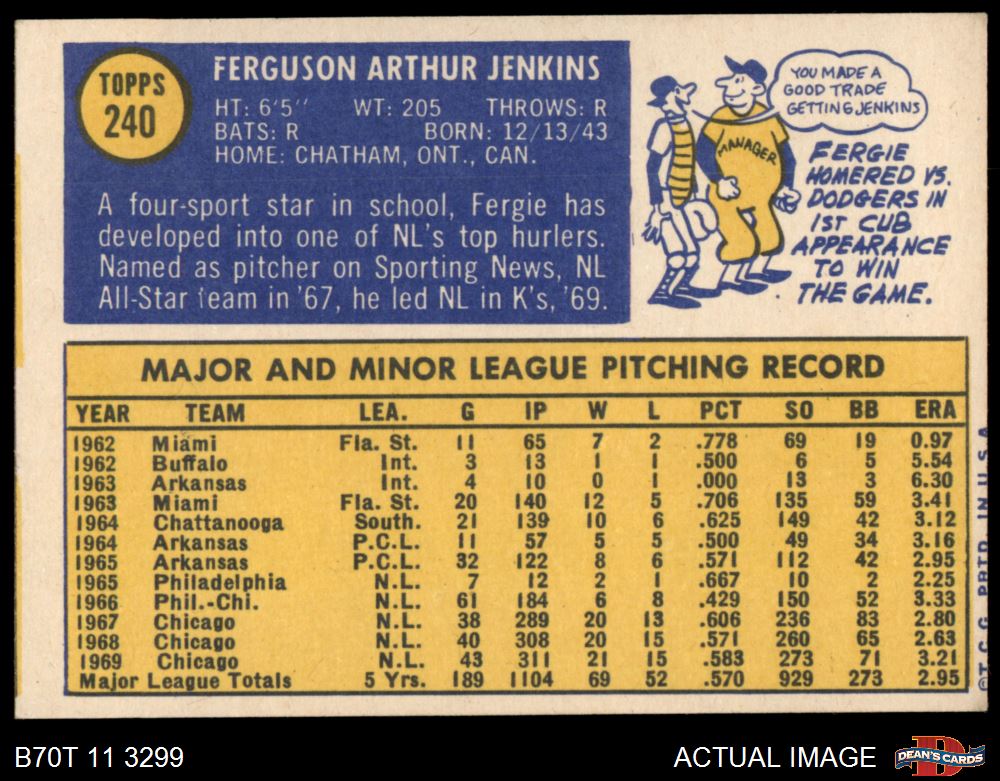 TOPPS
240
FERGUSON ARTHUR JENKINS
HT: 6'5" WT: 205 THROWS: R
BATS: R BORN: 12/13/43
HOME: CHATHAM, ONT., CAN.
A four-sport star in school, Fergie has
developed into one of NL's top hurlers.
Named as pitcher on Sporting News, NL
All-Star team in '67, he led NL in K's, '69.
YOU MADE A
GOOD TRADE
GETTING JENKINS
MANAGER
FERGIE
HOMERED VS.
DODGERS IN
1ST CUB
APPEARANCE
TO WIN
THE GAME.
MAJOR AND MINOR LEAGUE PITCHING RECORD
YEAR TEAM LEA. G IP W L PCT SO BB ERA
1962 Miami Fla. St. 11 65 7 2 .778 69 19 0.97
1962 Buffalo Int. 3 13 1 1 .500 6 5 5.54
1963 Arkansas Int. 4 10 0 1 .000 13 3 6.30
1963 Miami Fla. St. 20 140 12 5 .706 135 59 3.41
1964 Chattanooga South. 21 139 10 6 .625 149 42 3.12
1964 Arkansas P.C.L. 11 57 5 5 .500 49 34 3.16
1965 Arkansas P.C.L. 32 122 8 6 .571 112 42 2.95
1965 Philadelphia N.L. 7 12 2 1 .667 10 2 2.25
1966 Phil.-Chi. N.L. 61 184 6 8 .429 150 52 3.33
1967 Chicago N.L. 38 289 20 13 .606 236 83 2.80
1968 Chicago N.L. 40 308 20 15 .571 260 65 2.63
1969 Chicago N.L. 43 311 21 15 .583 273 71 3.21
Major League Totals 5 Yrs. 189 1104 69 52 .570 929 273 2.95
©T.C.G. PRTD. IN U.S.A.
B70T 11 3299
ACTUAL IMAGE
DEAN'S CARDS